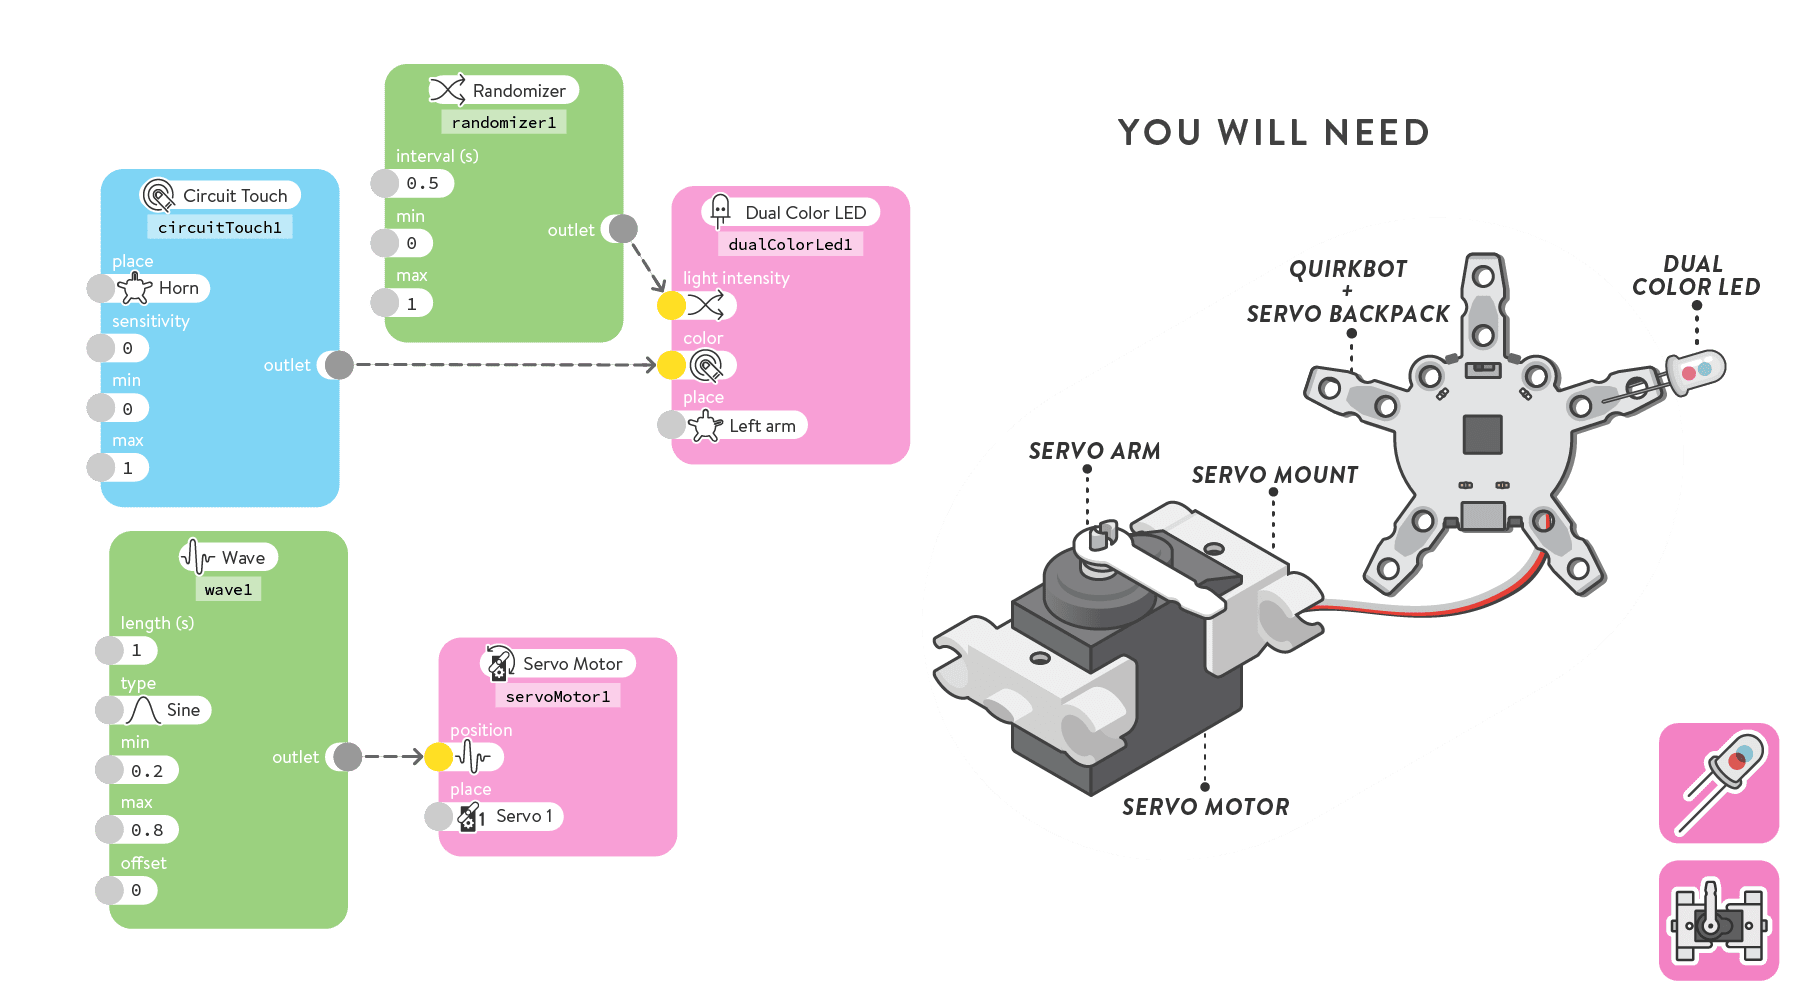 Randomizer
randomizer1
interval (s)
0.5
min
0
max
1
outlet
Circuit Touch
circuitTouch1
place
Horn
sensitivity
0
min
0
max
1
outlet
Dual Color LED
dualColorLed1
light intensity
color
place
Left arm
Wave
wave1
length (s)
1
type
Sine
min
0.2
max
0.8
offset
0
outlet
Servo Motor
servoMotor1
position
place
1 Servo 1
YOU WILL NEED
QUIRKBOT
+
SERVO BACKPACK
DUAL
COLOR LED
SERVO ARM
SERVO MOUNT
SERVO MOTOR